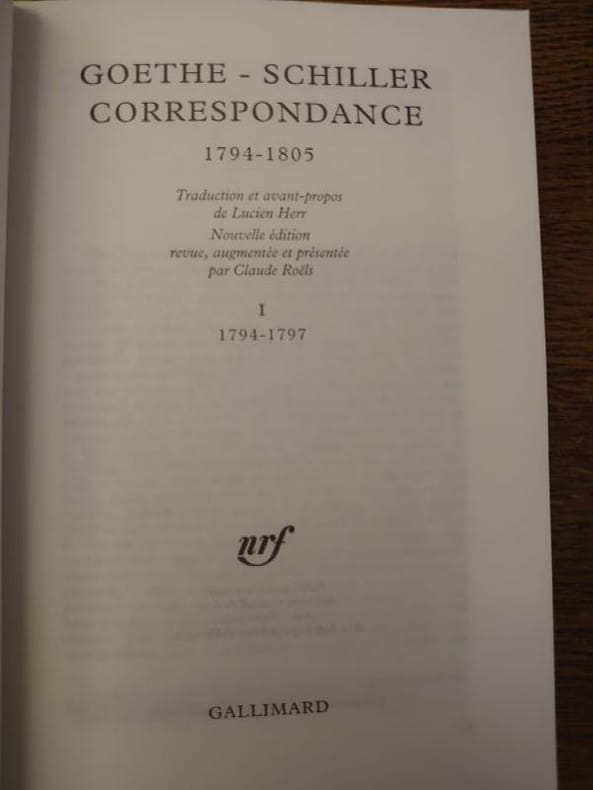 GOETHE - SCHILLER
CORRESPONDANCE
1794-1805
Traduction et avant-propos
de Lucien Herr
Nouvelle édition
revue, augmentée et présentée
par Claude Roëls
I
1794-1797
nrf
GALLIMARD